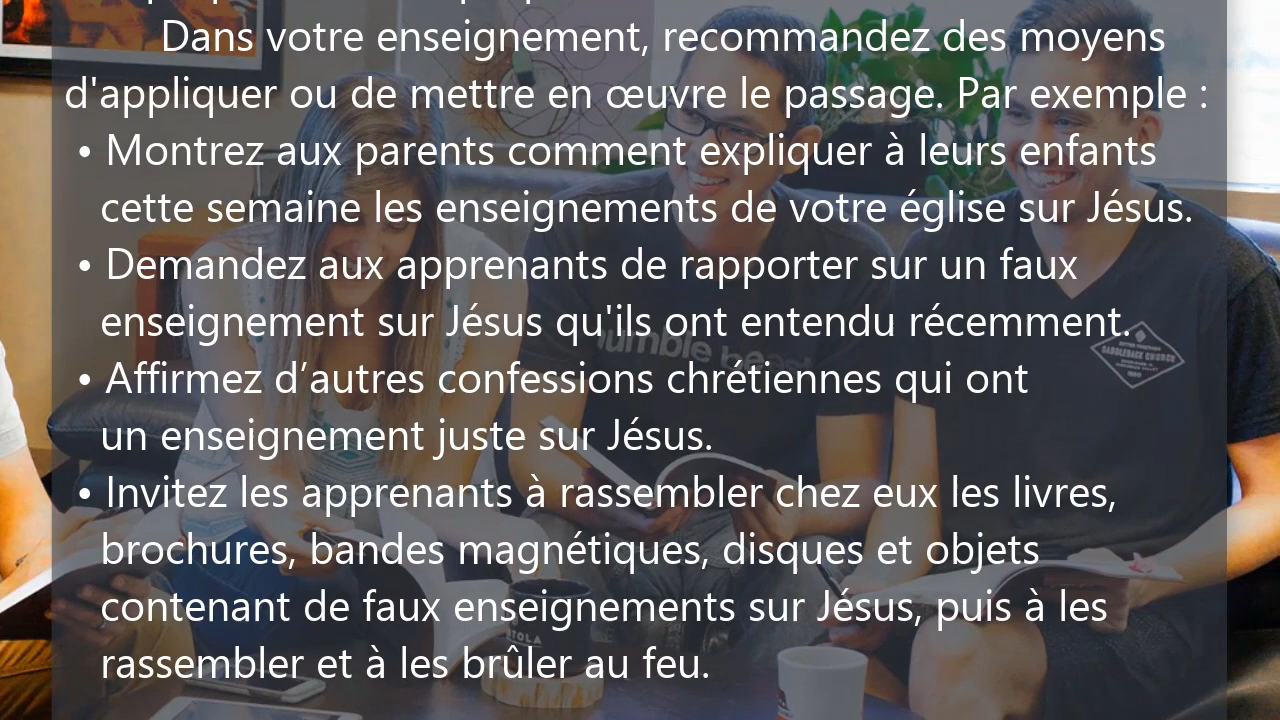 Dans votre enseignement, recommandez des moyens
d'appliquer ou de mettre en œuvre le passage. Par exemple :
• Montrez aux parents comment expliquer à leurs enfants
cette semaine les enseignements de votre église sur Jésus.
• Demandez aux apprenants de rapporter sur un faux
enseignement sur Jésus qu'ils ont entendu récemment.
• Affirmez d’autres confessions chrétiennes qui ont
un enseignement juste sur Jésus.
• Invitez les apprenants à rassembler chez eux les livres,
brochures, bandes magnétiques, disques et objets
contenant de faux enseignements sur Jésus, puis à les
rassembler et à les brûler au feu.
humble beast
SADDLEBACK CHURCH